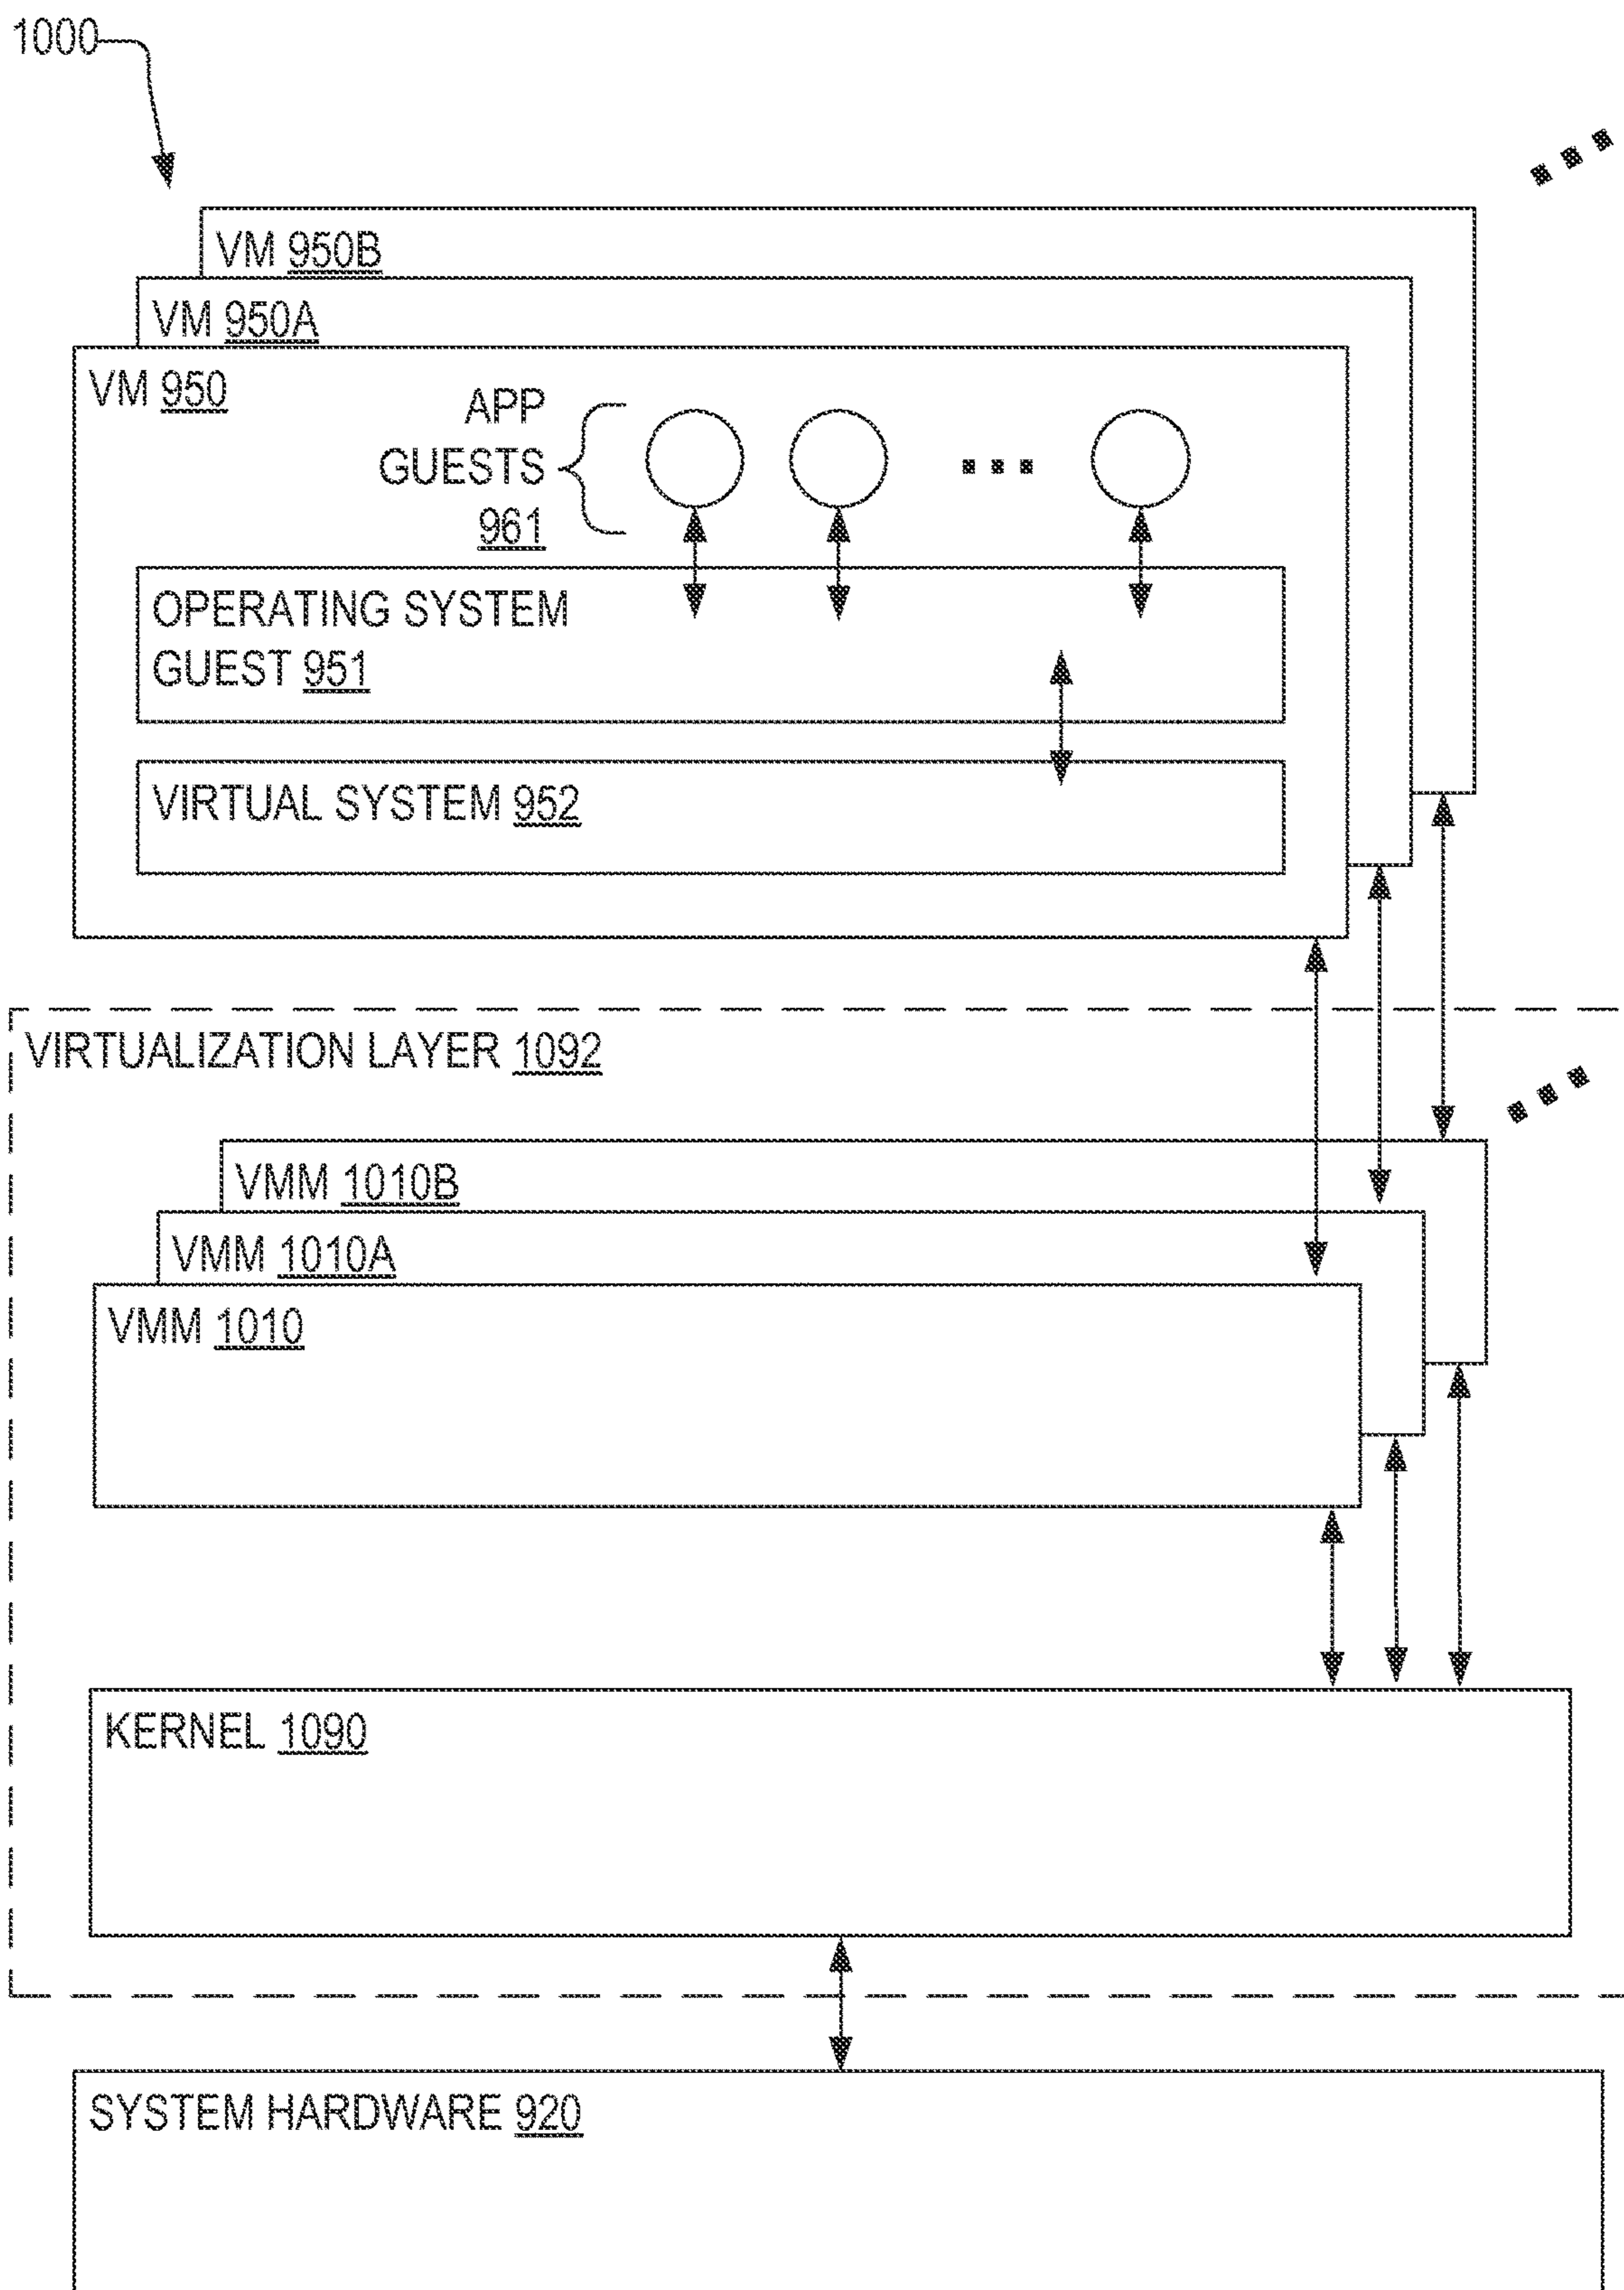 1000
VM 950B
VM 950A
VM 950
APP
GUESTS
961
OPERATING SYSTEM
GUEST 951
VIRTUAL SYSTEM 952
VIRTUALIZATION LAYER 1092
VMM 1010B
VMM 1010A
VMM 1010
KERNEL 1090
SYSTEM HARDWARE 920